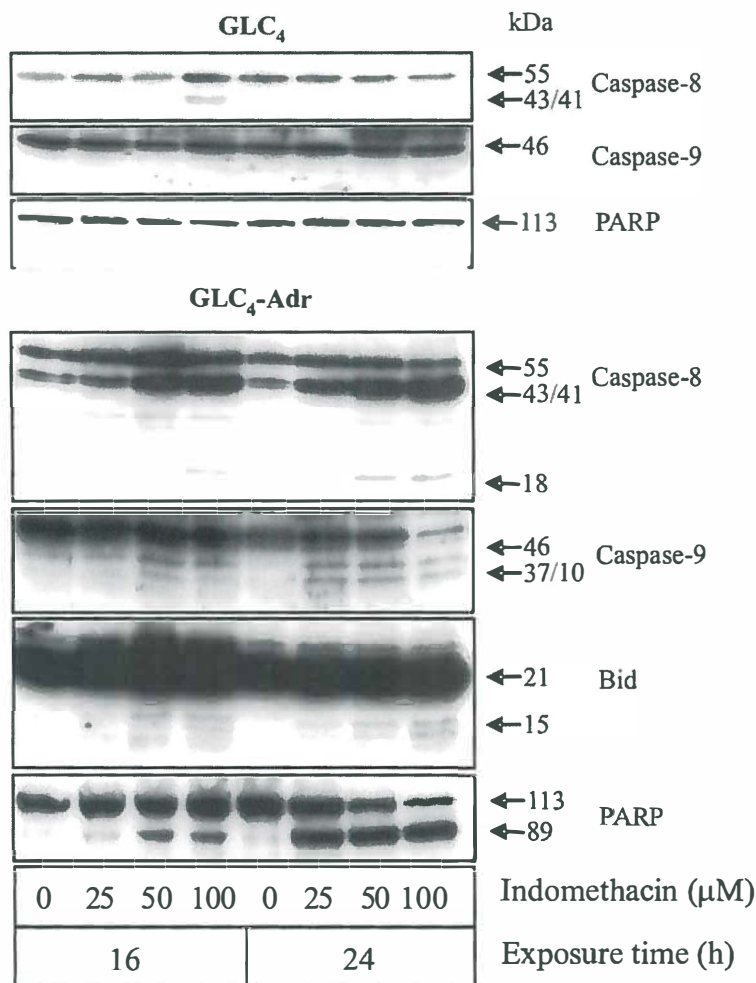 GLC₄ kDa
←55 Caspase-8
←43/41
←46 Caspase-9
←113 PARP
GLC₄-Adr
←55 Caspase-8
←43/41
←18
←46 Caspase-9
←37/10
←21 Bid
←15
←113 PARP
←89
0 25 50 100 0 25 50 100 Indomethacin (μM)
16 24 Exposure time (h)